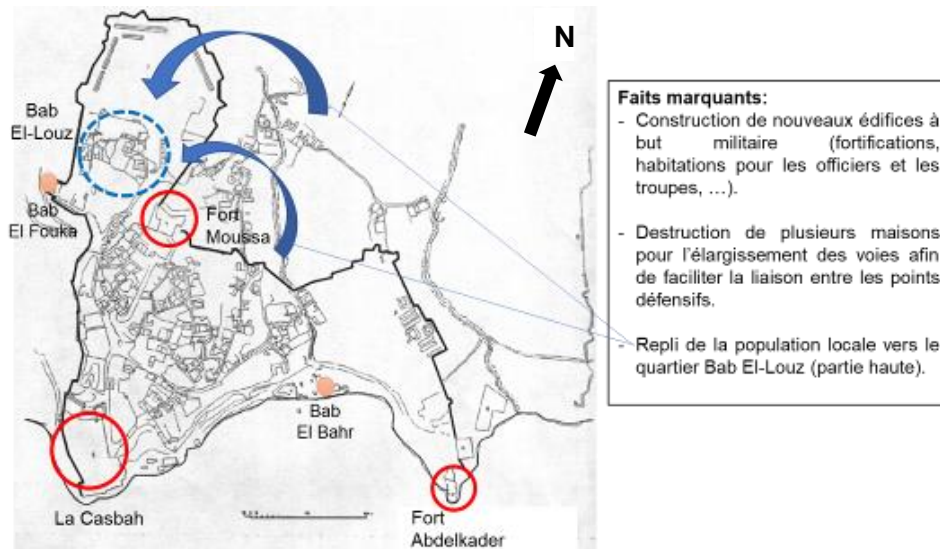 N
Bab
El-Louz
Bab
El Fouka
Fort
Moussa
Bab
El Bahr
La Casbah
Fort
Abdelkader
Faits marquants:
- Construction de nouveaux édifices à
but militaire (fortifications,
habitations pour les officiers et les
troupes, ...).
- Destruction de plusieurs maisons
pour l'élargissement des voies afin
de faciliter la liaison entre les points
défensifs.
- Repli de la population locale vers le
quartier Bab El-Louz (partie haute).